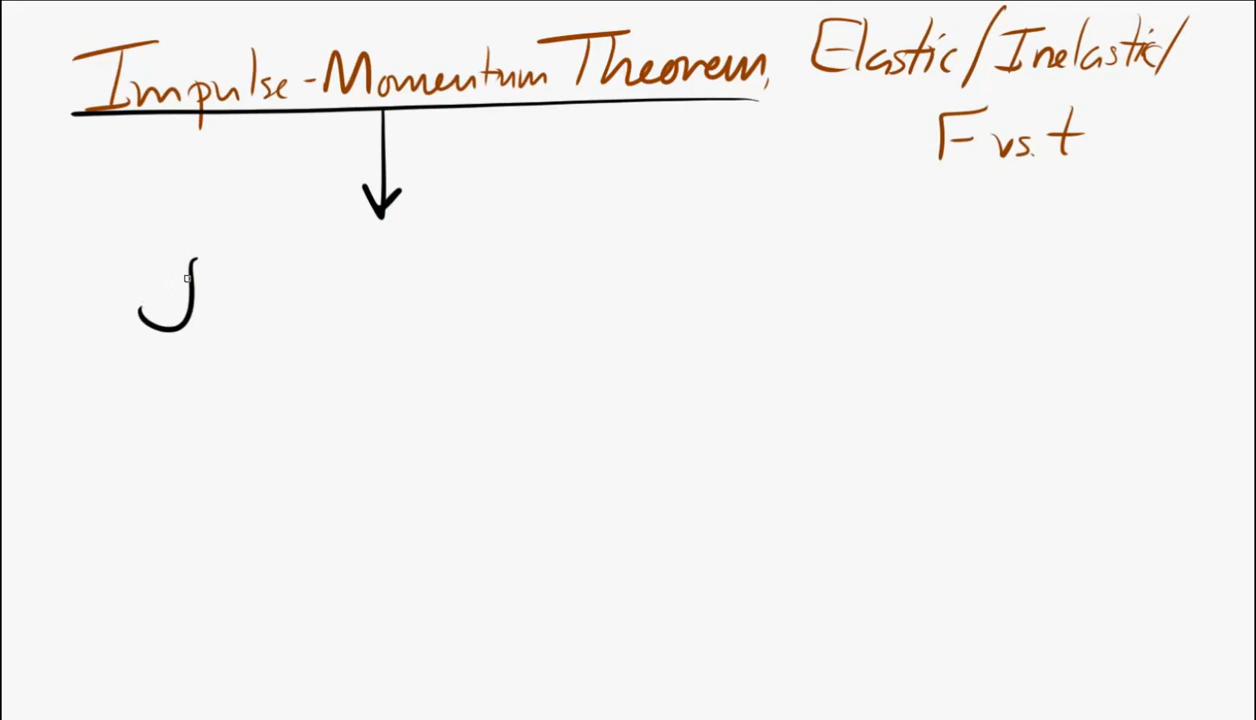 Impulse-Momentum Theorem, Elastic/Inelastic/
F vs. t
J